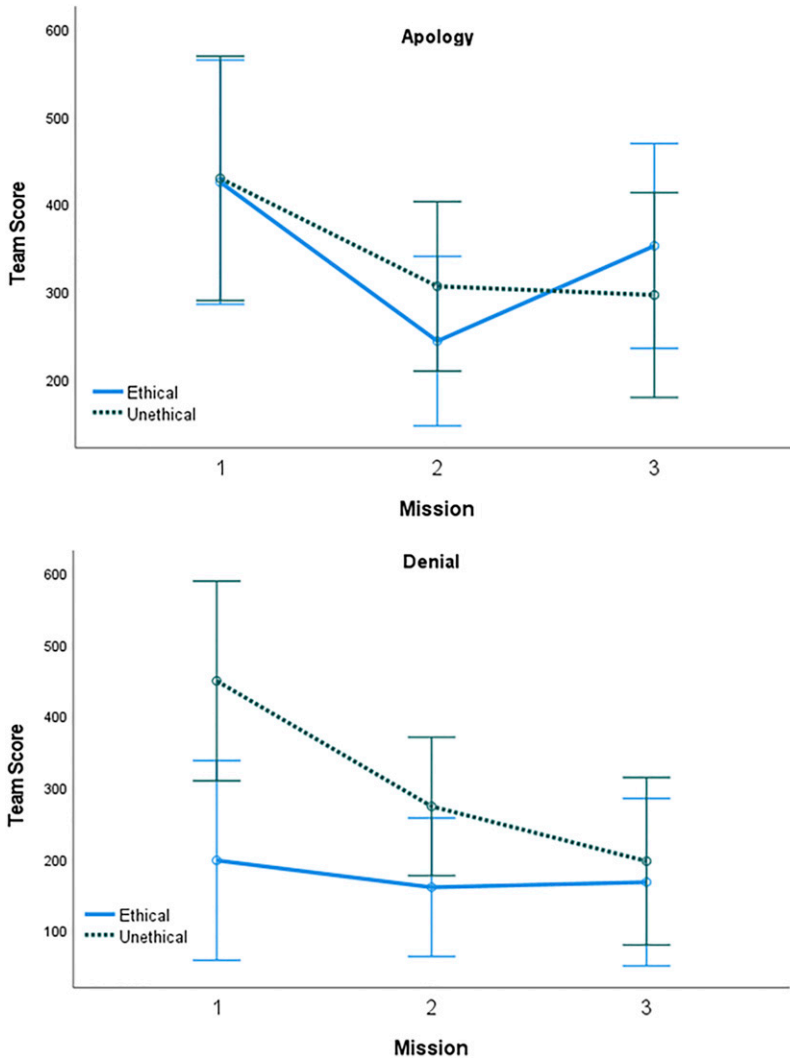 Apology
600
500
400
300
200
Team Score
Ethical
Unethical
1 2 3
Mission
Denial
600
500
400
300
200
100
Team Score
Ethical
Unethical
1 2 3
Mission